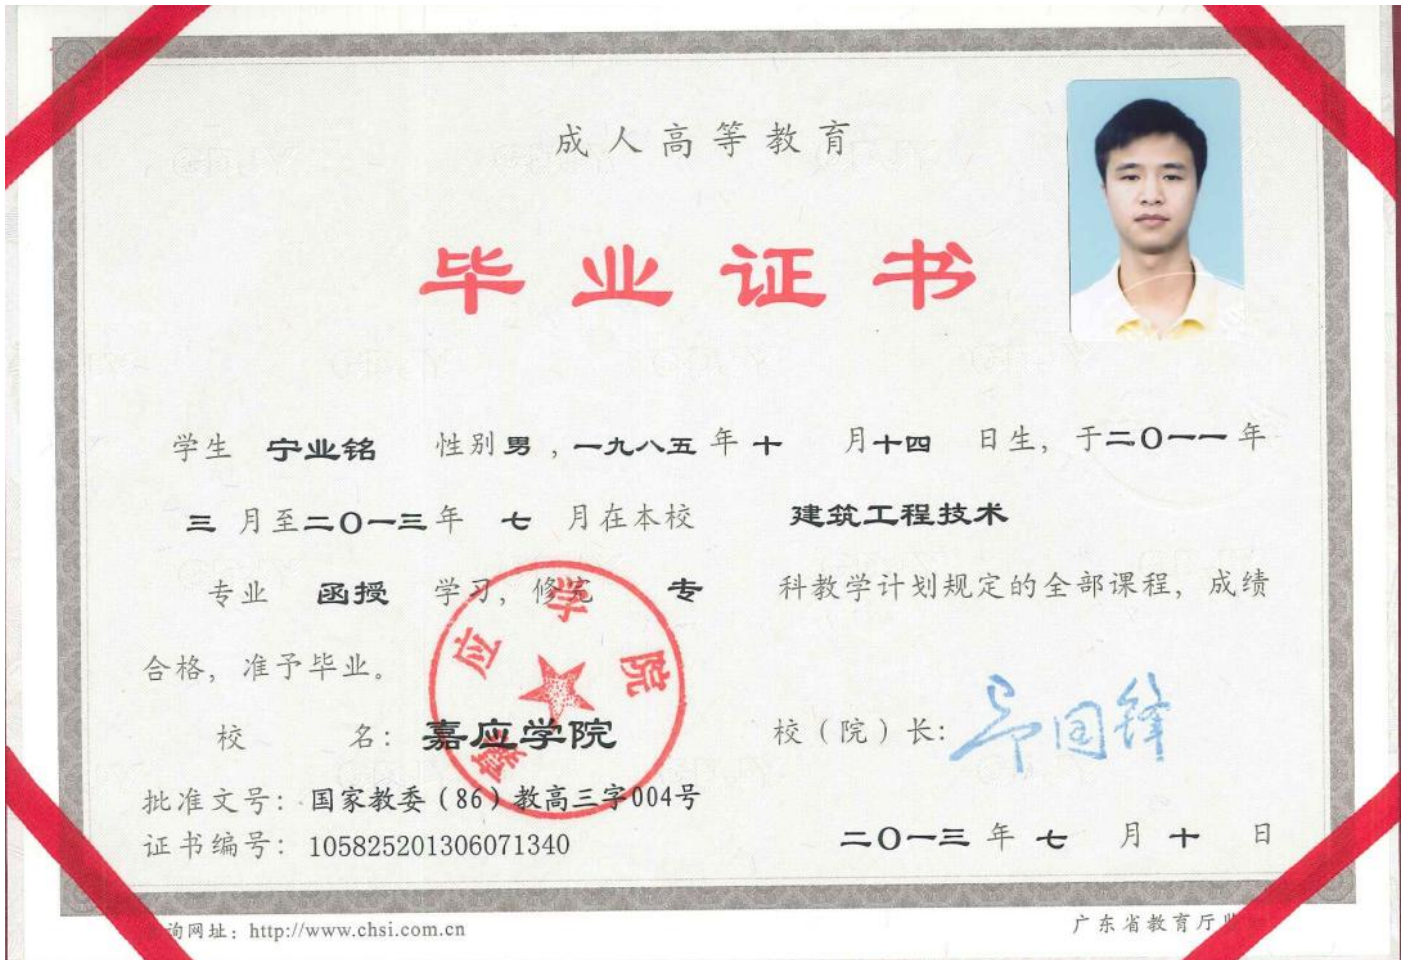 成人高等教育
毕业证书
学生 宁业铭 性别 男，一九八五年十月十四日生，于二〇一一年
三月至二〇一三年七月在本校 建筑工程技术
专业 函授 学习，修完 专 科教学计划规定的全部课程，成绩
合格，准予毕业。
校 名：嘉应学院 校（院）长：
嘉应学院
批准文号：国家教委（86）教高三字004号
证书编号：105825201306071340 二〇一三年七月十日
询网址：http://www.chsi.com.cn 广东省教育厅